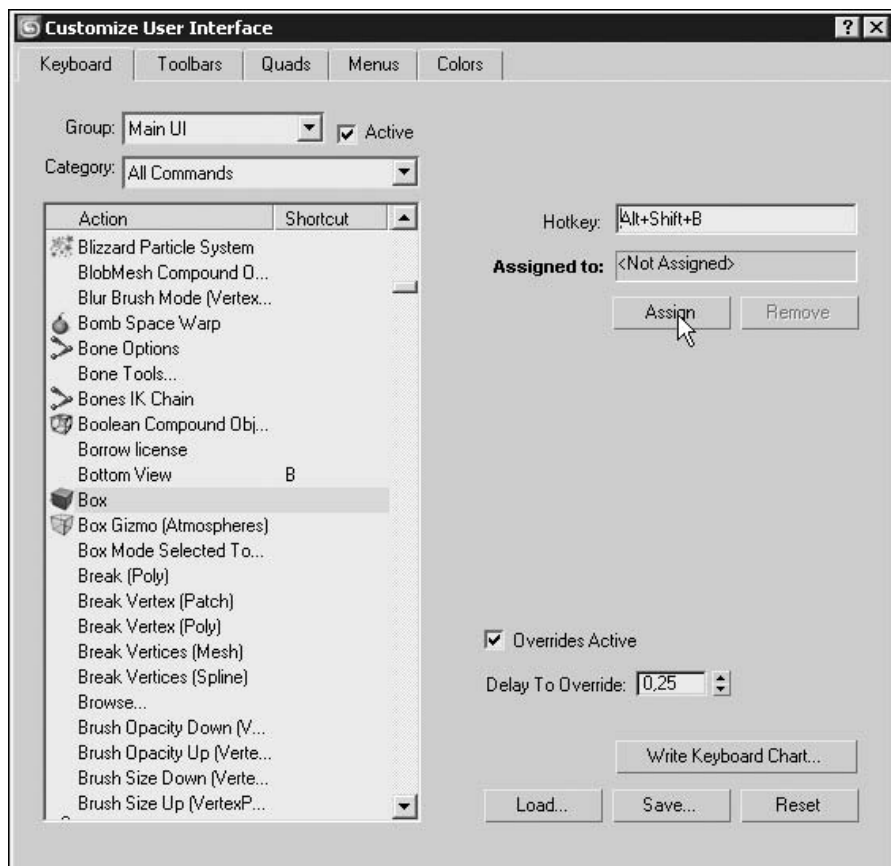 Customize User Interface
Keyboard Toolbars Quads Menus Colors
Group: Main UI Active
Category: All Commands
Action Shortcut
Blizzard Particle System
BlobMesh Compound O...
Blur Brush Mode (Vertex...
Bomb Space Warp
Bone Options
Bone Tools...
Bones IK Chain
Boolean Compound Obj...
Borrow license
Bottom View B
Box
Box Gizmo (Atmospheres)
Box Mode Selected To...
Break (Poly)
Break Vertex (Patch)
Break Vertex (Poly)
Break Vertices (Mesh)
Break Vertices (Spline)
Browse...
Brush Opacity Down (V...
Brush Opacity Up (Verte...
Brush Size Down (Verte...
Brush Size Up (VertexP...
Hotkey: Alt+Shift+B
Assigned to: <Not Assigned>
Assign Remove
Overrides Active
Delay To Override: 0,25
Write Keyboard Chart...
Load... Save... Reset